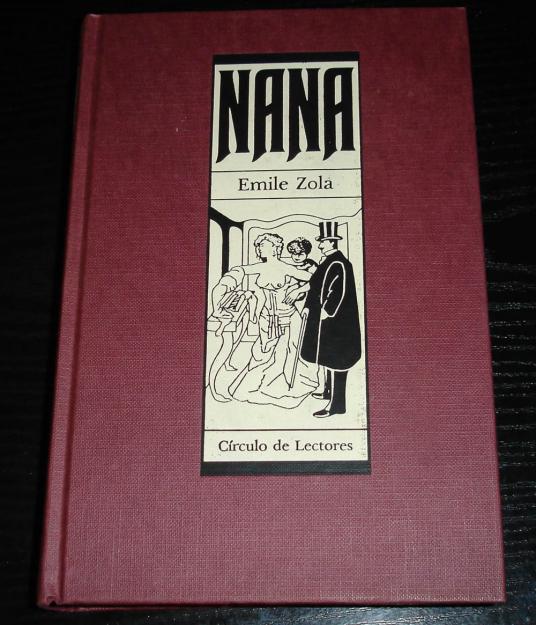 NANA
Emile Zola
Círculo de Lectores